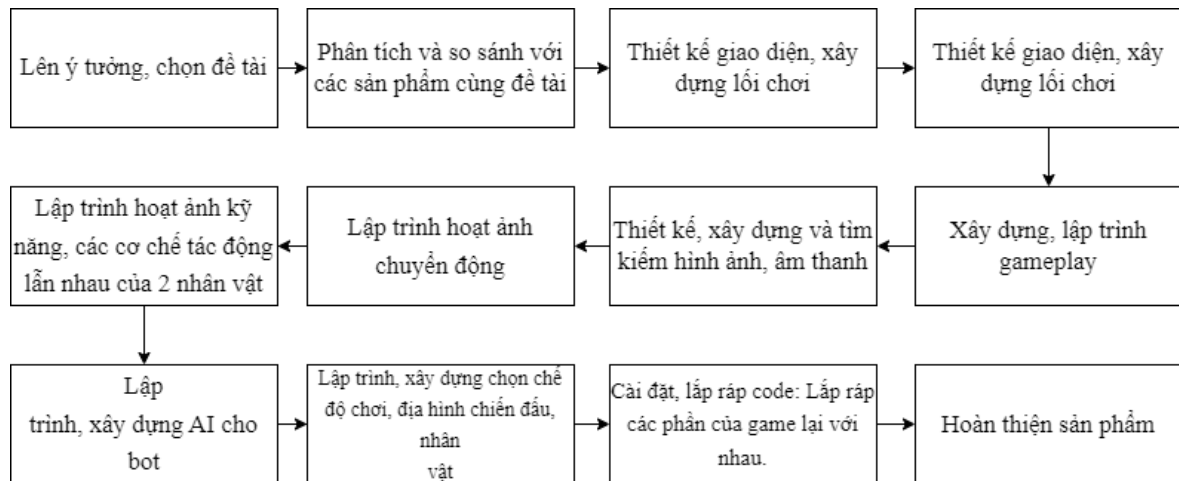 Lên ý tưởng, chọn đề tài
Phân tích và so sánh với
các sản phẩm cùng đề tài
Thiết kế giao diện, xây
dựng lối chơi
Thiết kế giao diện, xây
dựng lối chơi
Xây dựng, lập trình
gameplay
Thiết kế, xây dựng và tìm
kiếm hình ảnh, âm thanh
Lập trình hoạt ảnh
chuyển động
Lập trình hoạt ảnh kỹ
năng, các cơ chế tác động
lẫn nhau của 2 nhân vật
Lập
trình, xây dựng AI cho
bot
Lập trình, xây dựng chọn chế
độ chơi, địa hình chiến đấu,
nhân
vật
Cài đặt, lắp ráp code: Lắp ráp
các phần của game lại với
nhau.
Hoàn thiện sản phẩm